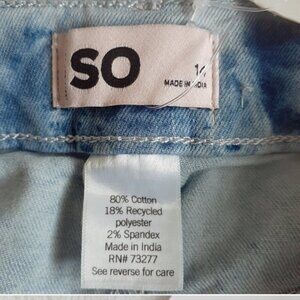 SO
MADE IN INDIA
80% Cotton
18% Recycled
polyester
2% Spandex
Made in India
RN# 73277
See reverse for care